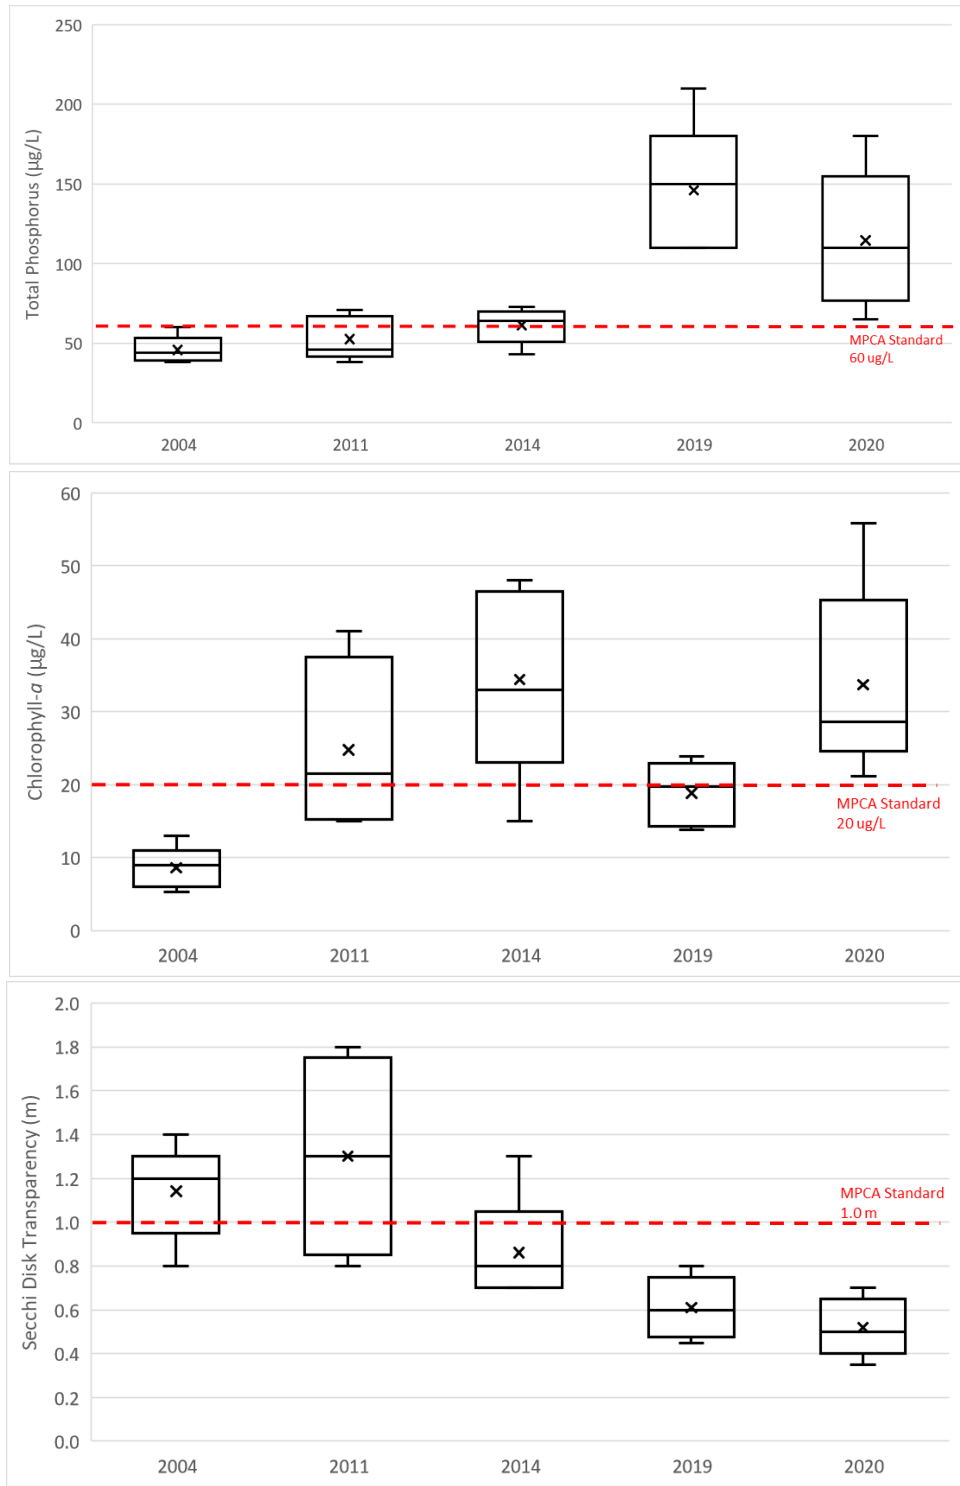 250
200
150
100
50
0
Total Phosphorus (µg/L)
MPCA Standard
60 ug/L
2004 2011 2014 2019 2020
60
50
40
30
20
10
0
Chlorophyll-a (µg/L)
MPCA Standard
20 ug/L
2004 2011 2014 2019 2020
2.0
1.8
1.6
1.4
1.2
1.0
0.8
0.6
0.4
0.2
0.0
Secchi Disk Transparency (m)
MPCA Standard
1.0 m
2004 2011 2014 2019 2020